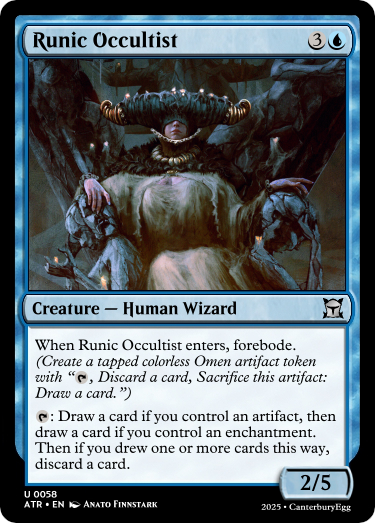 Runic Occultist 3
Creature — Human Wizard
When Runic Occultist enters, forebode.
(Create a tapped colorless Omen artifact token
with “, Discard a card, Sacrifice this artifact:
Draw a card.”)
: Draw a card if you control an artifact, then
draw a card if you control an enchantment.
Then if you drew one or more cards this way,
discard a card.
2/5
U 0058
ATR • EN Anato Finnstark
2025 • CanterburyEgg